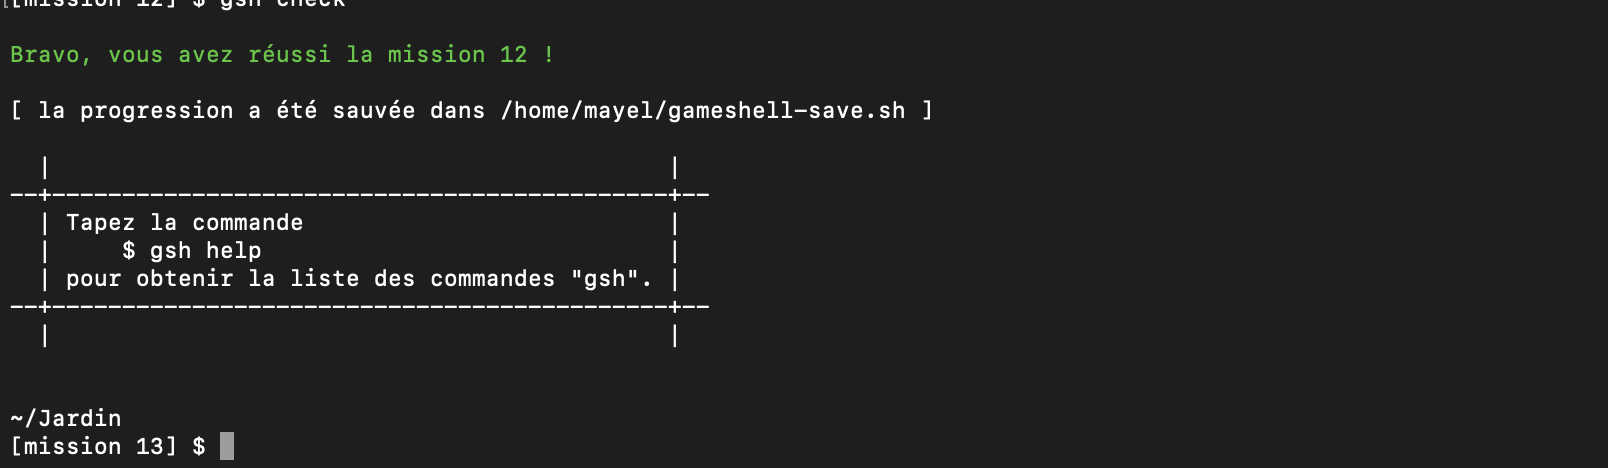 [mission 12] $ gsh check
Bravo, vous avez réussi la mission 12 !
[ la progression a été sauvée dans /home/mayel/gameshell-save.sh ]
Tapez la commande
$ gsh help
pour obtenir la liste des commandes "gsh".
~/Jardin
[mission 13] $